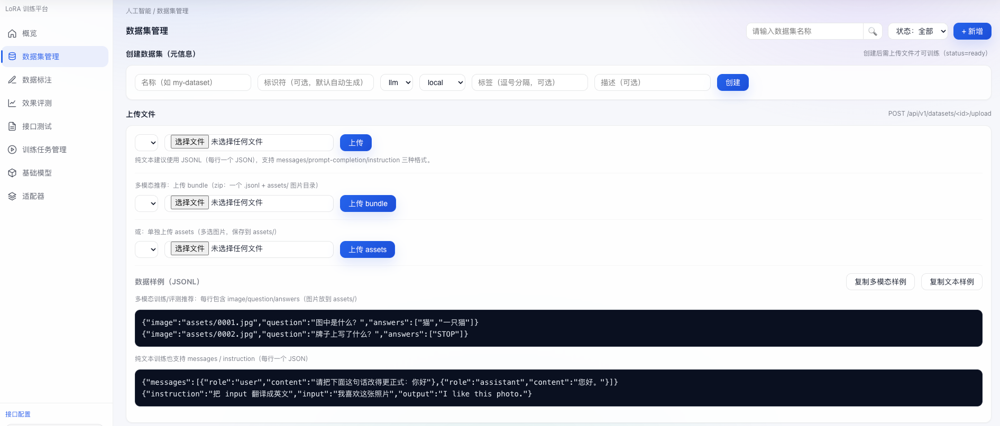 LoRA 训练平台
概览
数据集管理
数据标注
效果评测
接口测试
训练任务管理
基础模型
适配器
接口配置
人工智能 / 数据集管理
数据集管理
请输入数据集名称
状态：全部
+ 新增
创建数据集（元信息）
创建后需上传文件才可训练（status=ready）
名称（如 my-dataset）
标识符（可选，默认自动生成）
llm
local
标签（逗号分隔，可选）
描述（可选）
创建
上传文件
POST /api/v1/datasets/<id>/upload
选择文件 未选择任何文件
上传
纯文本建议使用 JSONL（每行一个 JSON），支持 messages/prompt-completion/instruction 三种格式。
多模态推荐：上传 bundle（zip：一个 .jsonl + assets/ 图片目录）
选择文件 未选择任何文件
上传 bundle
或：单独上传 assets（多选图片，保存到 assets/）
选择文件 未选择任何文件
上传 assets
数据样例（JSONL）
复制多模态样例
复制文本样例
多模态训练/评测推荐：每行包含 image/question/answers（图片放到 assets/）
{"image":"assets/0001.jpg","question":"图中是什么？","answers":["猫","一只猫"]}
{"image":"assets/0002.jpg","question":"牌子上写了什么？","answers":["STOP"]}
纯文本训练也支持 messages / instruction（每行一个 JSON）
{"messages":[{"role":"user","content":"请把下面这句话改得更正式：你好"},{"role":"assistant","content":"您好。"}]}
{"instruction":"把 input 翻译成英文","input":"我喜欢这张照片","output":"I like this photo."}